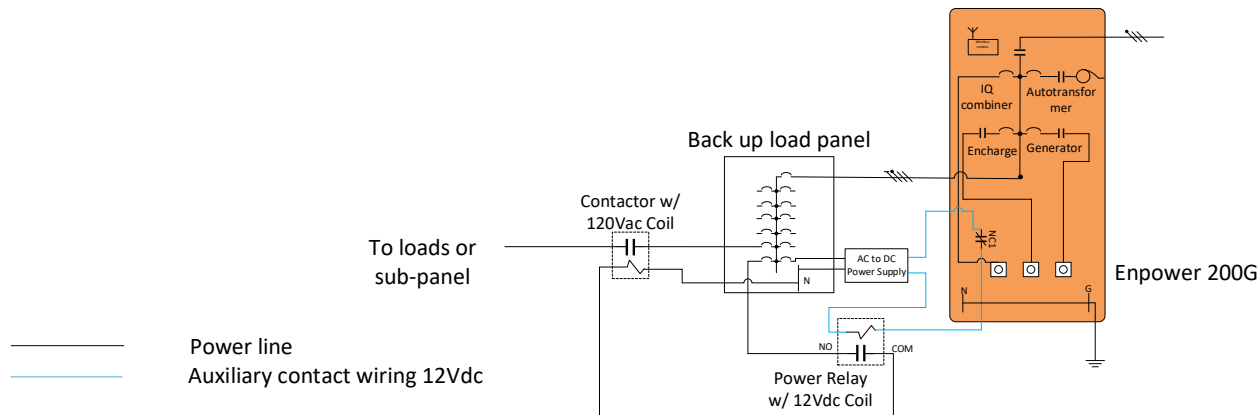 IQ
combiner
Autotransfor
mer
Encharge
Generator
Back up load panel
Contactor w/
120Vac Coil
To loads or
sub-panel
AC to DC
Power Supply
NC1
N
N
G
Enpower 200G
NO
COM
Power Relay
w/ 12Vdc Coil
Power line
Auxiliary contact wiring 12Vdc